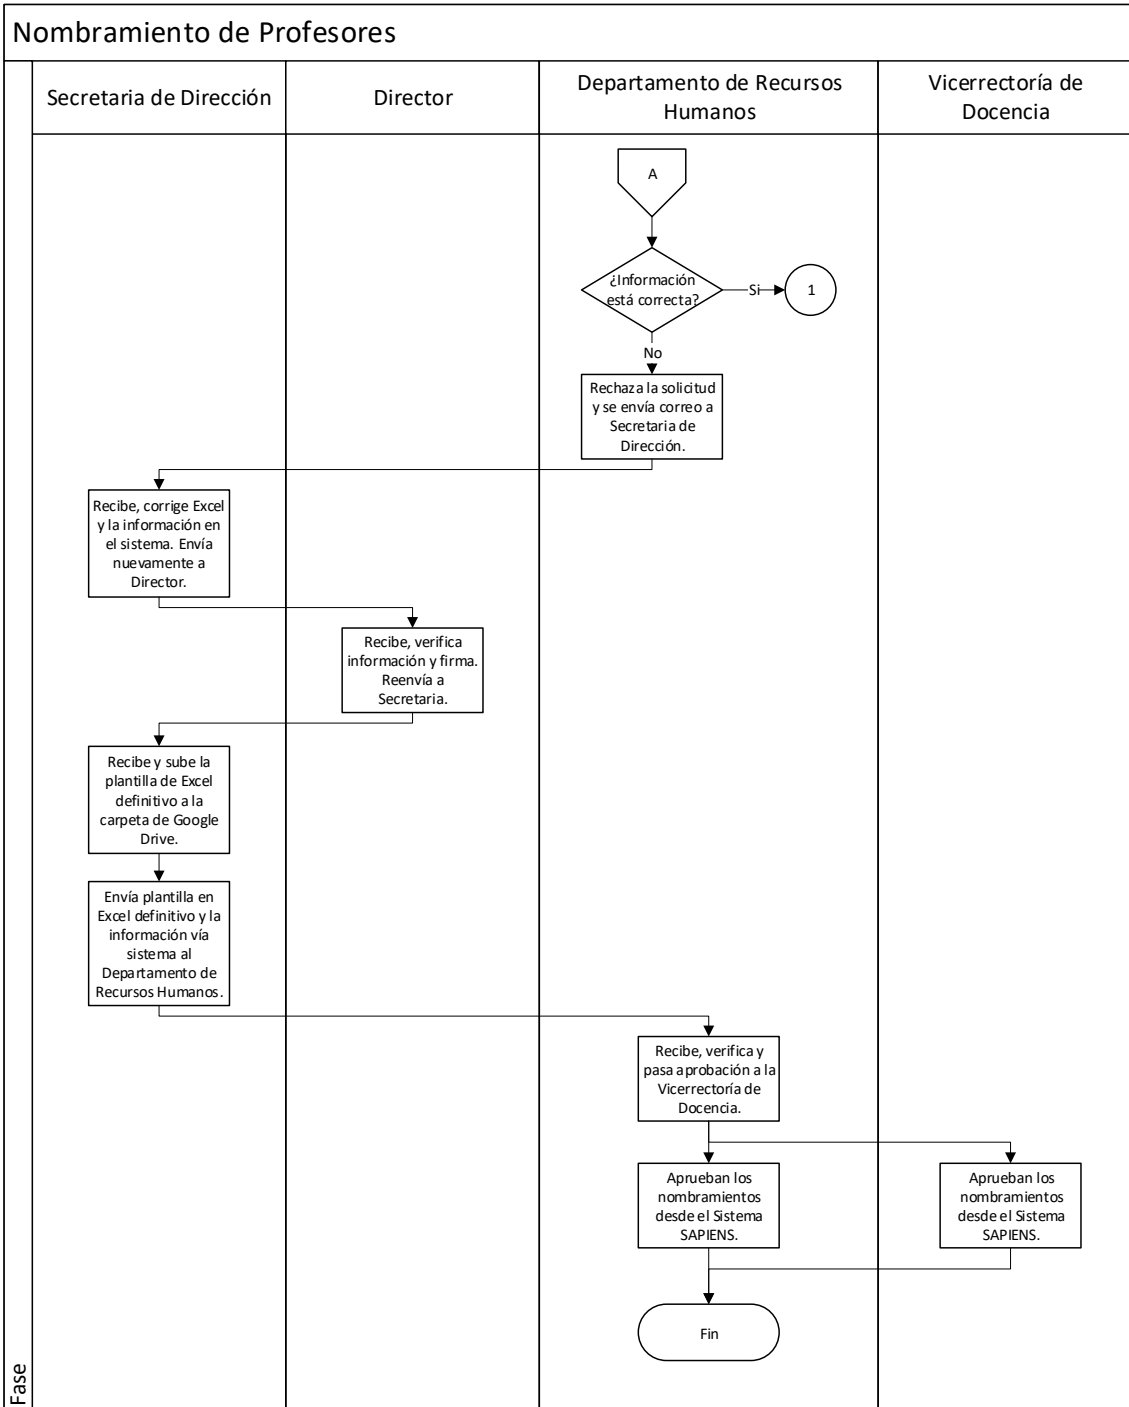 Nombramiento de Profesores
Secretaria de Dirección
Director
Departamento de Recursos
Humanos
Vicerrectoría de
Docencia
A
¿Información
está correcta?
Si
1
No
Rechaza la solicitud
y se envía correo a
Secretaria de
Dirección.
Recibe, corrige Excel
y la información en
el sistema. Envía
nuevamente a
Director.
Recibe, verifica
información y firma.
Reenvía a
Secretaria.
Recibe y sube la
plantilla de Excel
definitivo a la
carpeta de Google
Drive.
Envía plantilla en
Excel definitivo y la
información vía
sistema al
Departamento de
Recursos Humanos.
Recibe, verifica y
pasa aprobación a la
Vicerrectoría de
Docencia.
Aprueban los
nombramientos
desde el Sistema
SAPIENS.
Aprueban los
nombramientos
desde el Sistema
SAPIENS.
Fin
Fase